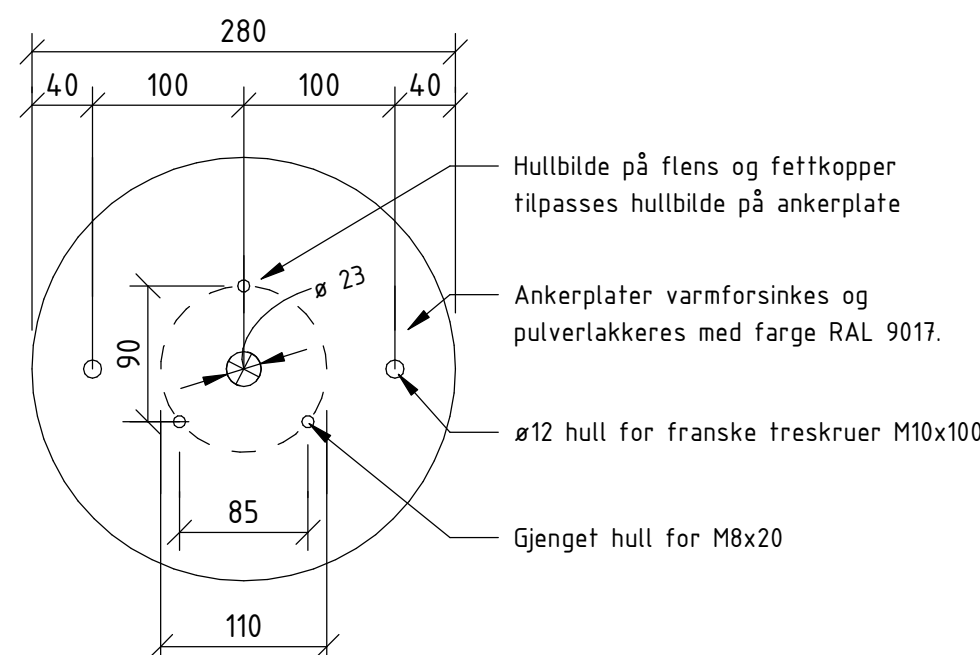 280
40 100 100 40
Hullbilde på flens og fettkopper
tilpasses hullbilde på ankerplate
ø 23
Ankerplater varmforsinkes og
pulverlakkeres med farge RAL 9017.
90
ø12 hull for franske treskruer M10x100
85
Gjenget hull for M8x20
110